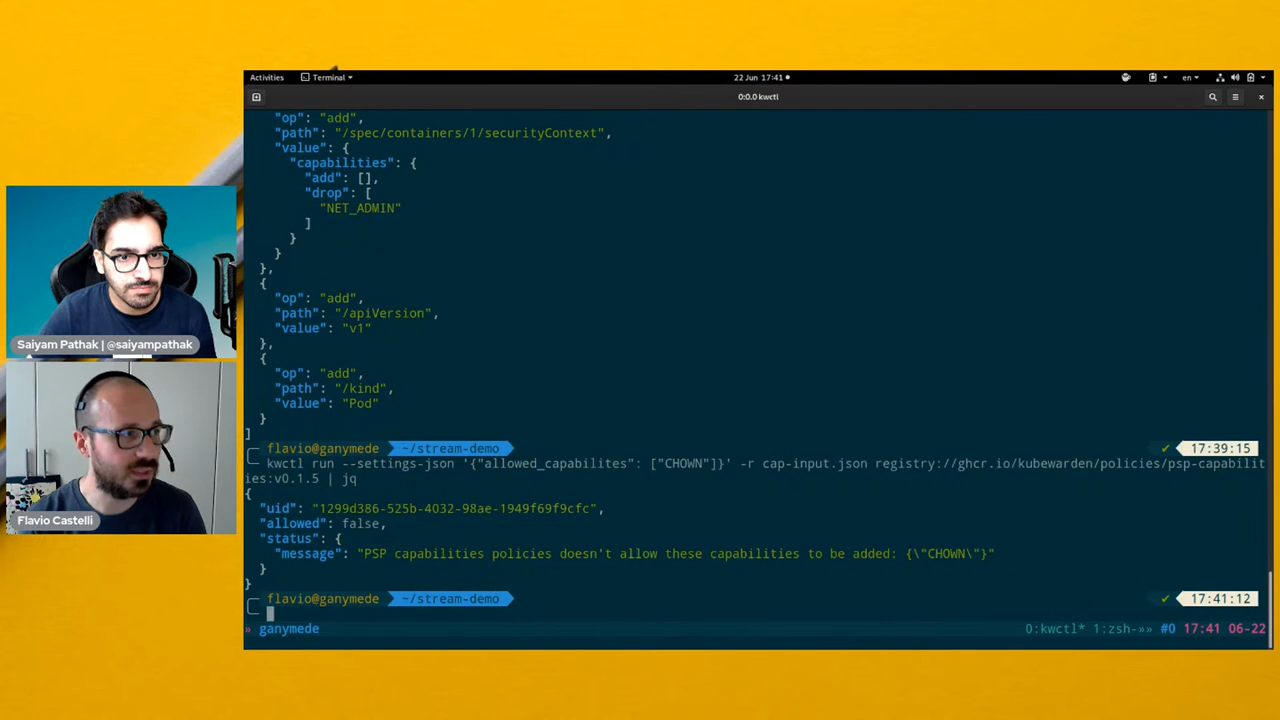 Activities
Terminal
22 Jun 17:41
en
0:0.0 kwctl
"op": "add",
"path": "/spec/containers/1/securityContext",
"value": {
"capabilities": {
"add": [],
"drop": [
"NET_ADMIN"
]
}
}
},
{
"op": "add",
"path": "/apiVersion",
"value": "v1"
},
{
"op": "add",
"path": "/kind",
"value": "Pod"
}
]
flavio@ganymede ~/stream-demo ✔ 17:39:15
kwctl run --settings-json '{"allowed_capabilites": ["CHOWN"]}' -r cap-input.json registry://ghcr.io/kubewarden/policies/psp-capabilit
ies:v0.1.5 | jq
{
"uid": "1299d386-525b-4032-98ae-1949f69f9cfc",
"allowed": false,
"status": {
"message": "PSP capabilities policies doesn't allow these capabilities to be added: {\"CHOWN\"}"
}
}
flavio@ganymede ~/stream-demo ✔ 17:41:12
» ganymede 0:kwctl* 1:zsh-»» #0 17:41 06-22
Saiyam Pathak | @saiyampathak
Flavio Castelli